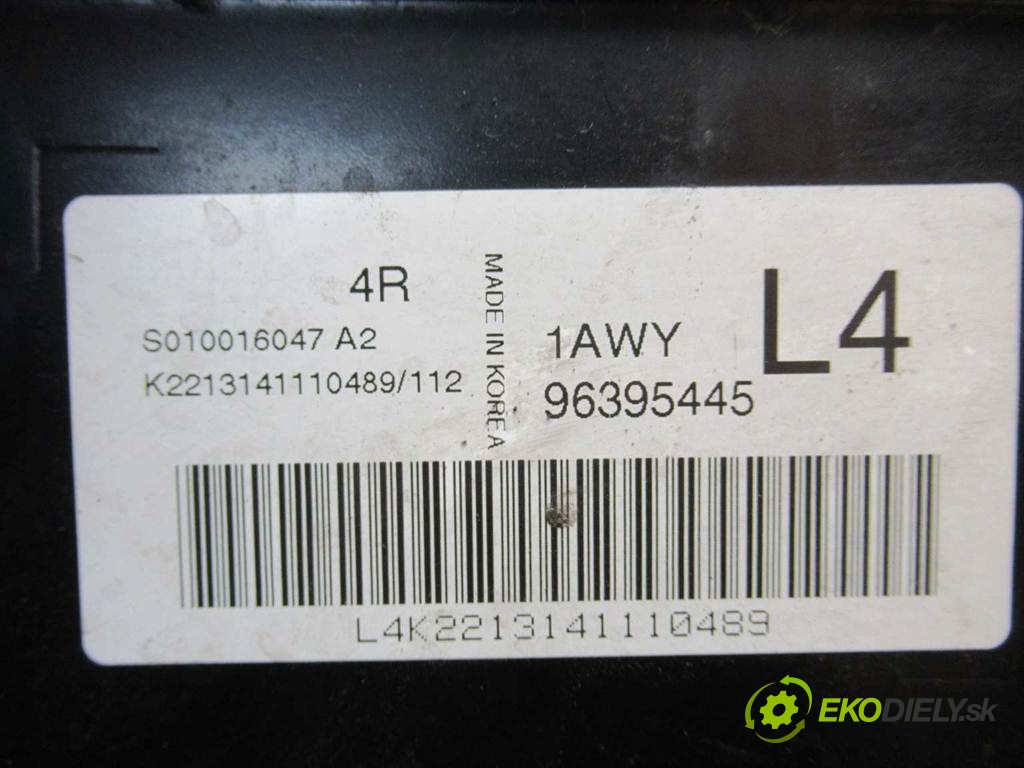 4R
S010016047 A2
K2213141110489/112
MADE IN KOREA
1AWY
L4
96395445
L4K2213141110489
EKODIELY.sk